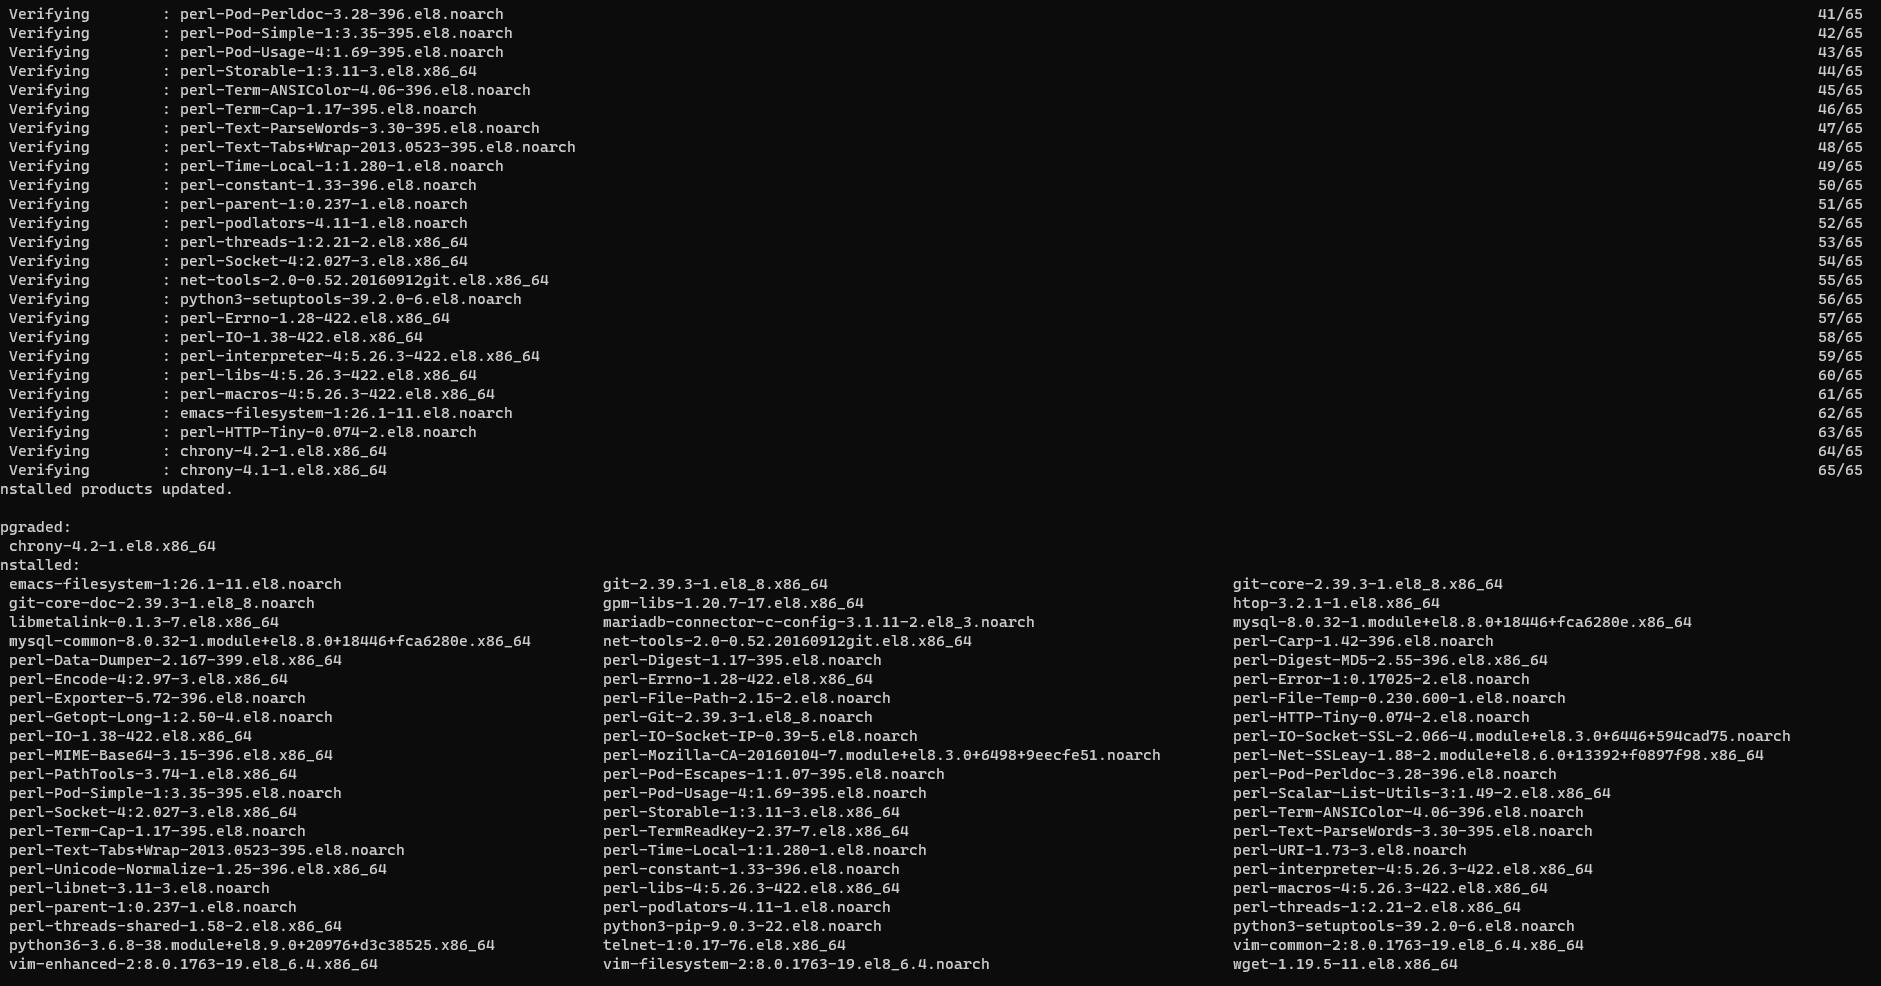 Verifying : perl-Pod-Perldoc-3.28-396.el8.noarch 41/65
Verifying : perl-Pod-Simple-1:3.35-395.el8.noarch 42/65
Verifying : perl-Pod-Usage-4:1.69-395.el8.noarch 43/65
Verifying : perl-Storable-1:3.11-3.el8.x86_64 44/65
Verifying : perl-Term-ANSIColor-4.06-396.el8.noarch 45/65
Verifying : perl-Term-Cap-1.17-395.el8.noarch 46/65
Verifying : perl-Text-ParseWords-3.30-395.el8.noarch 47/65
Verifying : perl-Text-Tabs+Wrap-2013.0523-395.el8.noarch 48/65
Verifying : perl-Time-Local-1:1.280-1.el8.noarch 49/65
Verifying : perl-constant-1.33-396.el8.noarch 50/65
Verifying : perl-parent-1:0.237-1.el8.noarch 51/65
Verifying : perl-podlators-4.11-1.el8.noarch 52/65
Verifying : perl-threads-1:2.21-2.el8.x86_64 53/65
Verifying : perl-Socket-4:2.027-3.el8.x86_64 54/65
Verifying : net-tools-2.0-0.52.20160912git.el8.x86_64 55/65
Verifying : python3-setuptools-39.2.0-6.el8.noarch 56/65
Verifying : perl-Errno-1.28-422.el8.x86_64 57/65
Verifying : perl-IO-1.38-422.el8.x86_64 58/65
Verifying : perl-interpreter-4:5.26.3-422.el8.x86_64 59/65
Verifying : perl-libs-4:5.26.3-422.el8.x86_64 60/65
Verifying : perl-macros-4:5.26.3-422.el8.x86_64 61/65
Verifying : emacs-filesystem-1:26.1-11.el8.noarch 62/65
Verifying : perl-HTTP-Tiny-0.074-2.el8.noarch 63/65
Verifying : chrony-4.2-1.el8.x86_64 64/65
Verifying : chrony-4.1-1.el8.x86_64 65/65
nstalled products updated.
pgraded:
chrony-4.2-1.el8.x86_64
nstalled:
emacs-filesystem-1:26.1-11.el8.noarch git-2.39.3-1.el8_8.x86_64 git-core-2.39.3-1.el8_8.x86_64
git-core-doc-2.39.3-1.el8_8.noarch gpm-libs-1.20.7-17.el8.x86_64 htop-3.2.1-1.el8.x86_64
libmetalink-0.1.3-7.el8.x86_64 mariadb-connector-c-config-3.1.11-2.el8_3.noarch mysql-8.0.32-1.module+el8.8.0+18446+fca6280e.x86_64
mysql-common-8.0.32-1.module+el8.8.0+18446+fca6280e.x86_64 net-tools-2.0-0.52.20160912git.el8.x86_64 perl-Carp-1.42-396.el8.noarch
perl-Data-Dumper-2.167-399.el8.x86_64 perl-Digest-1.17-395.el8.noarch perl-Digest-MD5-2.55-396.el8.x86_64
perl-Encode-4:2.97-3.el8.x86_64 perl-Errno-1.28-422.el8.x86_64 perl-Error-1:0.17025-2.el8.noarch
perl-Exporter-5.72-396.el8.noarch perl-File-Path-2.15-2.el8.noarch perl-File-Temp-0.230.600-1.el8.noarch
perl-Getopt-Long-1:2.50-4.el8.noarch perl-Git-2.39.3-1.el8_8.noarch perl-HTTP-Tiny-0.074-2.el8.noarch
perl-IO-1.38-422.el8.x86_64 perl-IO-Socket-IP-0.39-5.el8.noarch perl-IO-Socket-SSL-2.066-4.module+el8.3.0+6446+594cad75.noarch
perl-MIME-Base64-3.15-396.el8.x86_64 perl-Mozilla-CA-20160104-7.module+el8.3.0+6498+9eecfe51.noarch perl-Net-SSLeay-1.88-2.module+el8.6.0+13392+f0897f98.x86_64
perl-PathTools-3.74-1.el8.x86_64 perl-Pod-Escapes-1:1.07-395.el8.noarch perl-Pod-Perldoc-3.28-396.el8.noarch
perl-Pod-Simple-1:3.35-395.el8.noarch perl-Pod-Usage-4:1.69-395.el8.noarch perl-Scalar-List-Utils-3:1.49-2.el8.x86_64
perl-Socket-4:2.027-3.el8.x86_64 perl-Storable-1:3.11-3.el8.x86_64 perl-Term-ANSIColor-4.06-396.el8.noarch
perl-Term-Cap-1.17-395.el8.noarch perl-TermReadKey-2.37-7.el8.x86_64 perl-Text-ParseWords-3.30-395.el8.noarch
perl-Text-Tabs+Wrap-2013.0523-395.el8.noarch perl-Time-Local-1:1.280-1.el8.noarch perl-URI-1.73-3.el8.noarch
perl-Unicode-Normalize-1.25-396.el8.x86_64 perl-constant-1.33-396.el8.noarch perl-interpreter-4:5.26.3-422.el8.x86_64
perl-libnet-3.11-3.el8.noarch perl-libs-4:5.26.3-422.el8.x86_64 perl-macros-4:5.26.3-422.el8.x86_64
perl-parent-1:0.237-1.el8.noarch perl-podlators-4.11-1.el8.noarch perl-threads-1:2.21-2.el8.x86_64
perl-threads-shared-1.58-2.el8.x86_64 python3-pip-9.0.3-22.el8.noarch python3-setuptools-39.2.0-6.el8.noarch
python36-3.6.8-38.module+el8.9.0+20976+d3c38525.x86_64 telnet-1:0.17-76.el8.x86_64 vim-common-2:8.0.1763-19.el8_6.4.x86_64
vim-enhanced-2:8.0.1763-19.el8_6.4.x86_64 vim-filesystem-2:8.0.1763-19.el8_6.4.noarch wget-1.19.5-11.el8.x86_64